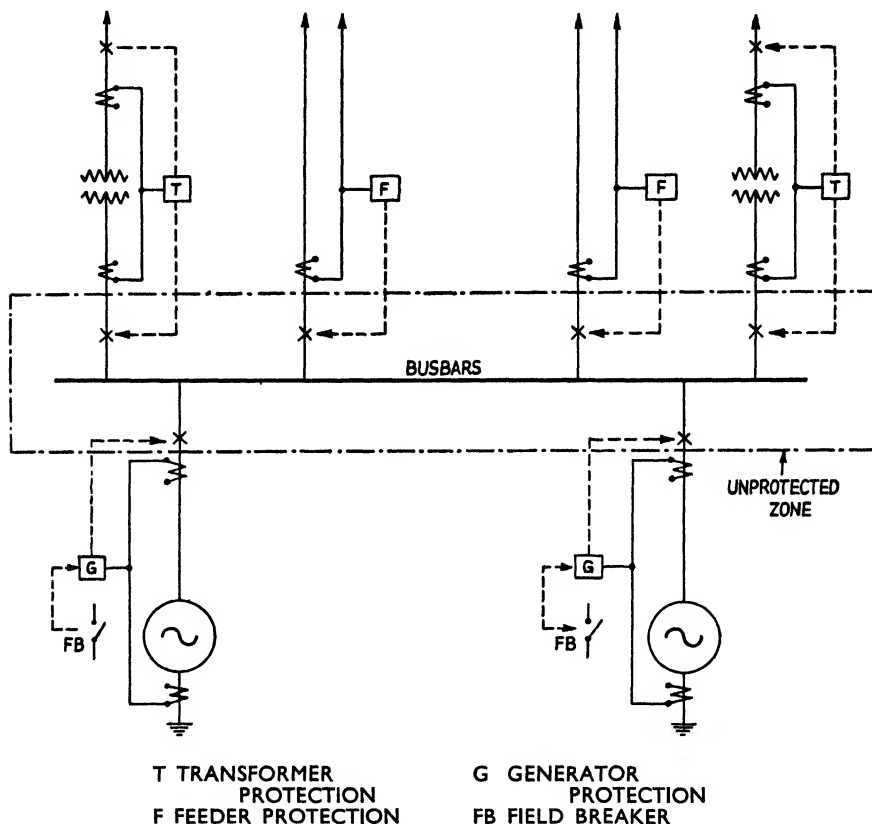 T
F
F
T
BUSBARS
UNPROTECTED
ZONE
G
FB
G
FB
T TRANSFORMER
PROTECTION
F FEEDER PROTECTION
G GENERATOR
PROTECTION
FB FIELD BREAKER